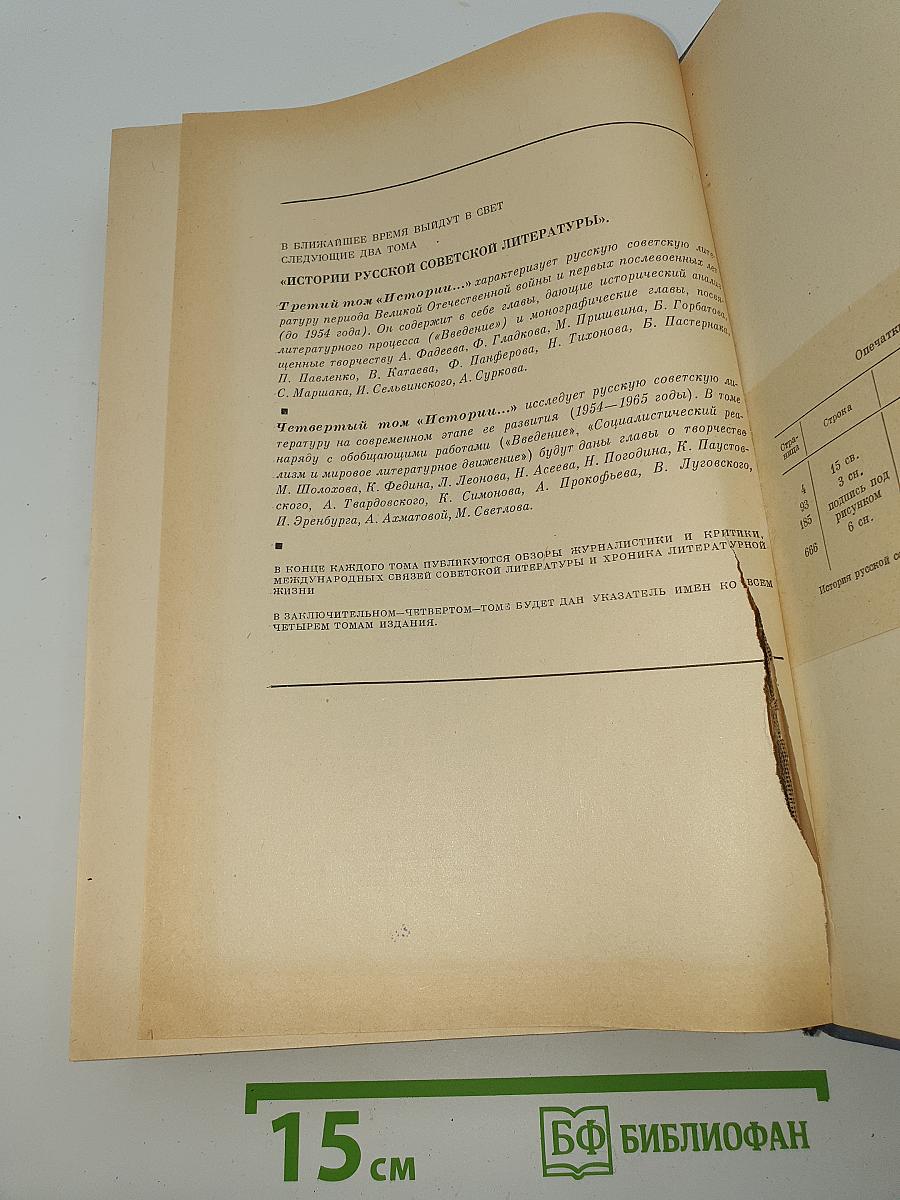 В БЛИЖАЙШЕЕ ВРЕМЯ ВЫЙДУТ В СВЕТ
СЛЕДУЮЩИЕ ДВА ТОМА
«ИСТОРИИ РУССКОЙ СОВЕТСКОЙ ЛИТЕРАТУРЫ».
Третий том «Истории...» характеризует русскую советскую лите-
ратуру периода Великой Отечественной войны и первых послевоенных лет
(до 1954 года). Он содержит в себе главы, дающие исторический анализ
литературного процесса («Введение») и монографические главы, посвя-
щенные творчеству А. Фадеева, Ф. Гладкова, М. Пришвина, Б. Горбатова,
П. Павленко, В. Катаева, Ф. Панферова, Н. Тихонова, Б. Пастернака,
С. Маршака, И. Сельвинского, А. Суркова.
Четвертый том «Истории...» исследует русскую советскую ли-
тературу на современном этапе ее развития (1954—1965 годы). В томе
наряду с обобщающими работами («Введение», «Социалистический реа-
лизм и мировое литературное движение») будут даны главы о творчестве
М. Шолохова, К. Федина, Л. Леонова, Н. Асеева, Н. Погодина, К. Паустов-
ского, А. Твардовского, К. Симонова, А. Прокофьева, В. Луговского,
И. Эренбурга, А. Ахматовой, М. Светлова.
В КОНЦЕ КАЖДОГО ТОМА ПУБЛИКУЮТСЯ ОБЗОРЫ ЖУРНАЛИСТИКИ И КРИТИКИ,
МЕЖДУНАРОДНЫХ СВЯЗЕЙ СОВЕТСКОЙ ЛИТЕРАТУРЫ И ХРОНИКА ЛИТЕРАТУРНОЙ
ЖИЗНИ
В ЗАКЛЮЧИТЕЛЬНОМ—ЧЕТВЕРТОМ—ТОМЕ БУДЕТ ДАН УКАЗАТЕЛЬ ИМЕН КО ВСЕМ
ЧЕТЫРЕМ ТОМАМ ИЗДАНИЯ.
Опечатки
Стра-
ница
Строка
4 15 сн.
93 3 сн.
185 подпись под
рисунком
666 6 сн.
История русской со
15 СМ
БФ БИБЛИОФАН